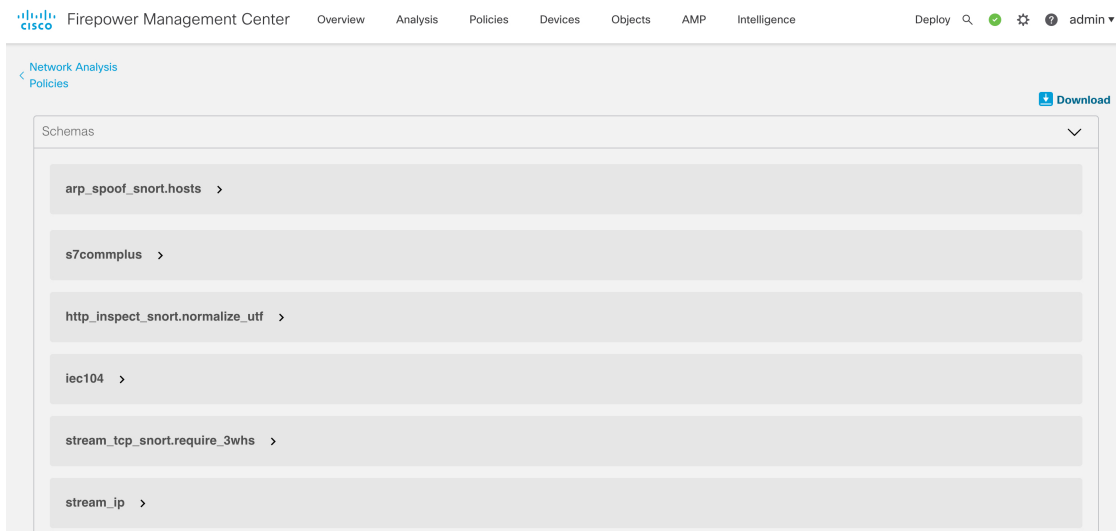 CISCO Firepower Management Center Overview Analysis Policies Devices Objects AMP Intelligence Deploy admin
Network Analysis
Policies
Download
Schemas
arp_spoof_snort.hosts
s7commplus
http_inspect_snort.normalize_utf
iec104
stream_tcp_snort.require_3whs
stream_ip